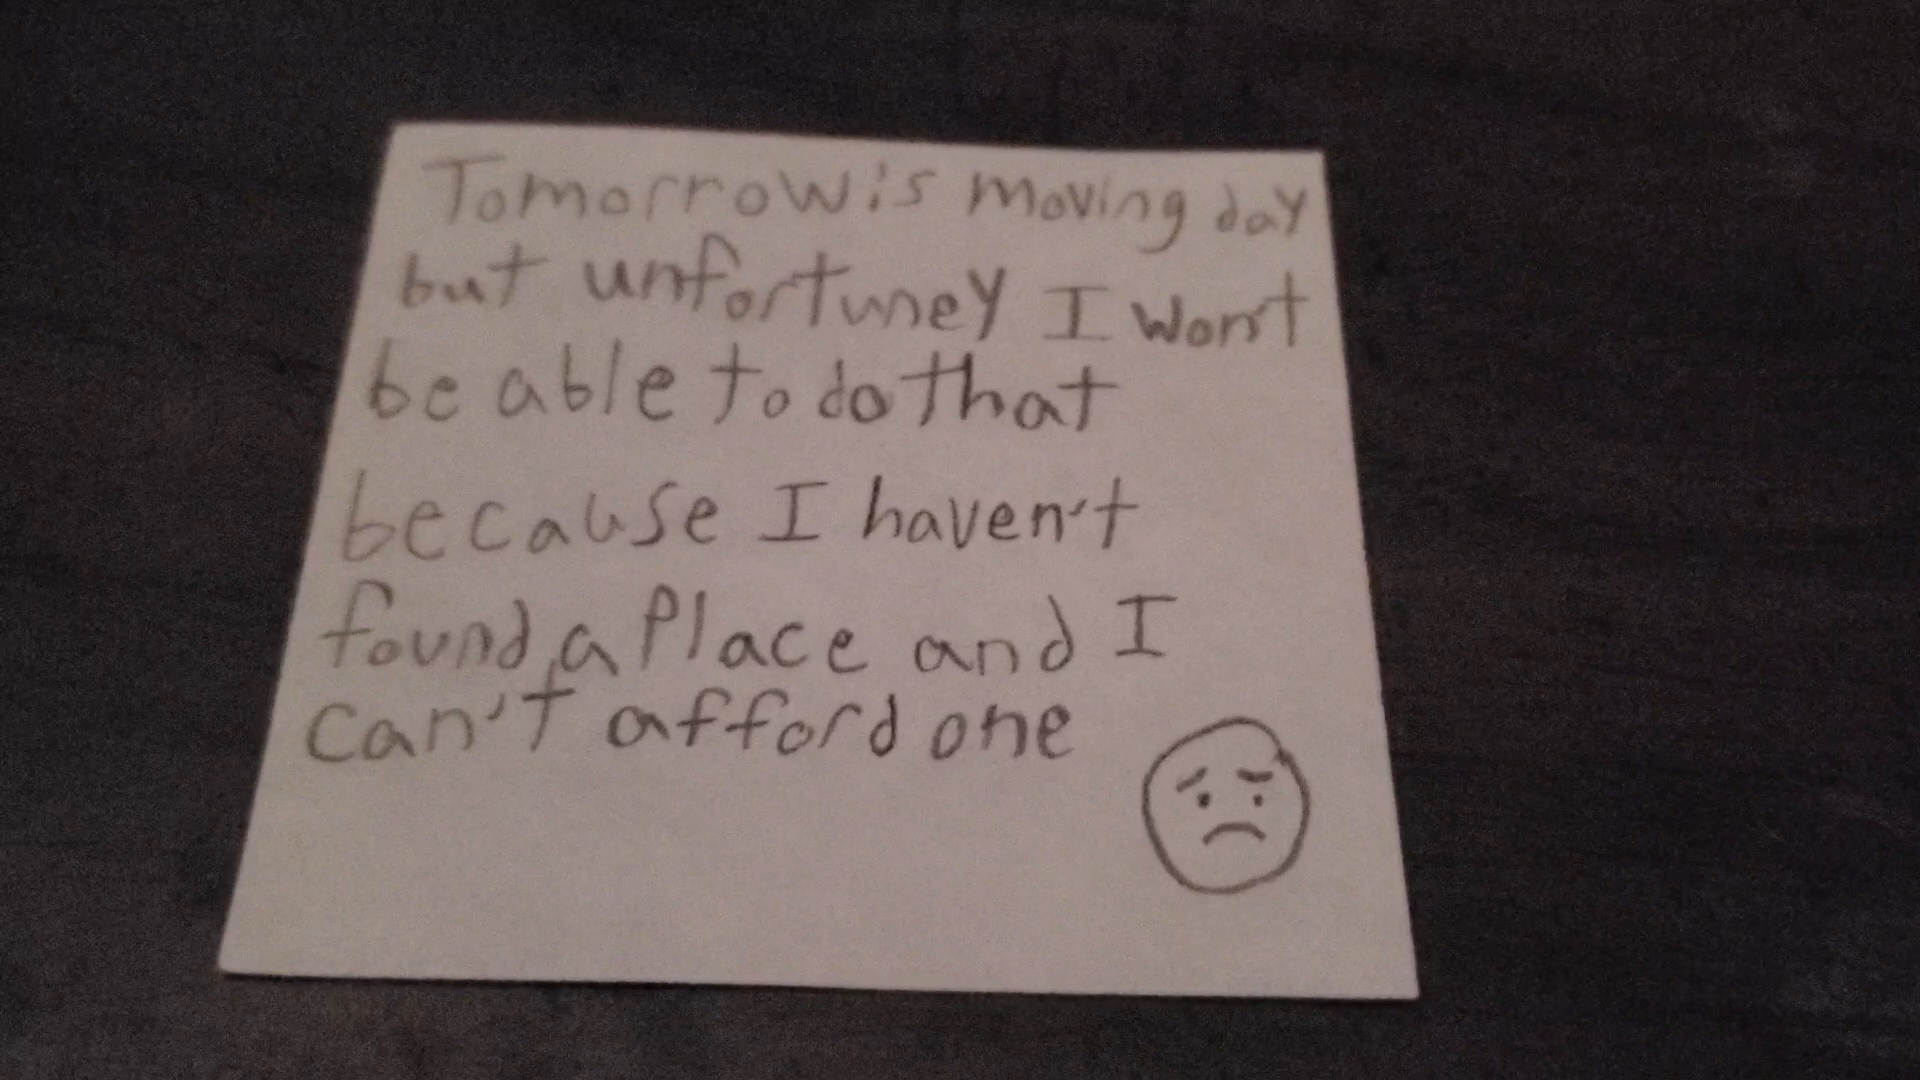 Tomorrow is moving day
but unfortuney I won't
be able to do that
because I haven't
found a place and I
can't afford one